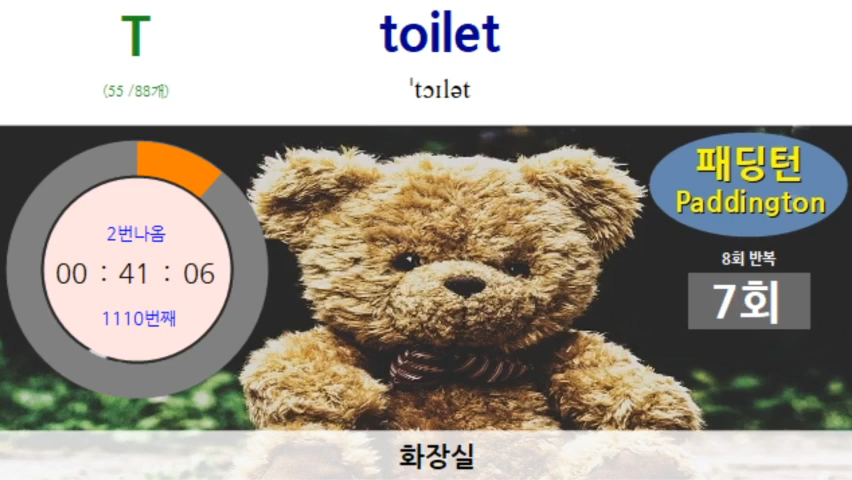 T
(55 /88개)
toilet
ˈtɔɪlət
2번나옴
00 : 41 : 06
1110번째
패딩턴
Paddington
8회 반복
7회
화장실